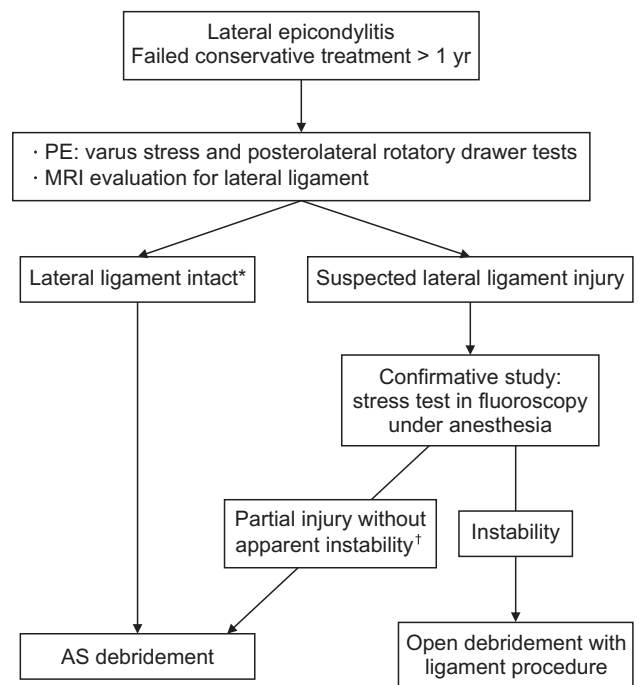 Lateral epicondylitis
Failed conservative treatment > 1 yr
· PE: varus stress and posterolateral rotatory drawer tests
· MRI evaluation for lateral ligament
Lateral ligament intact*
Suspected lateral ligament injury
Confirmative study:
stress test in fluoroscopy
under anesthesia
Partial injury without
apparent instability†
Instability
AS debridement
Open debridement with
ligament procedure